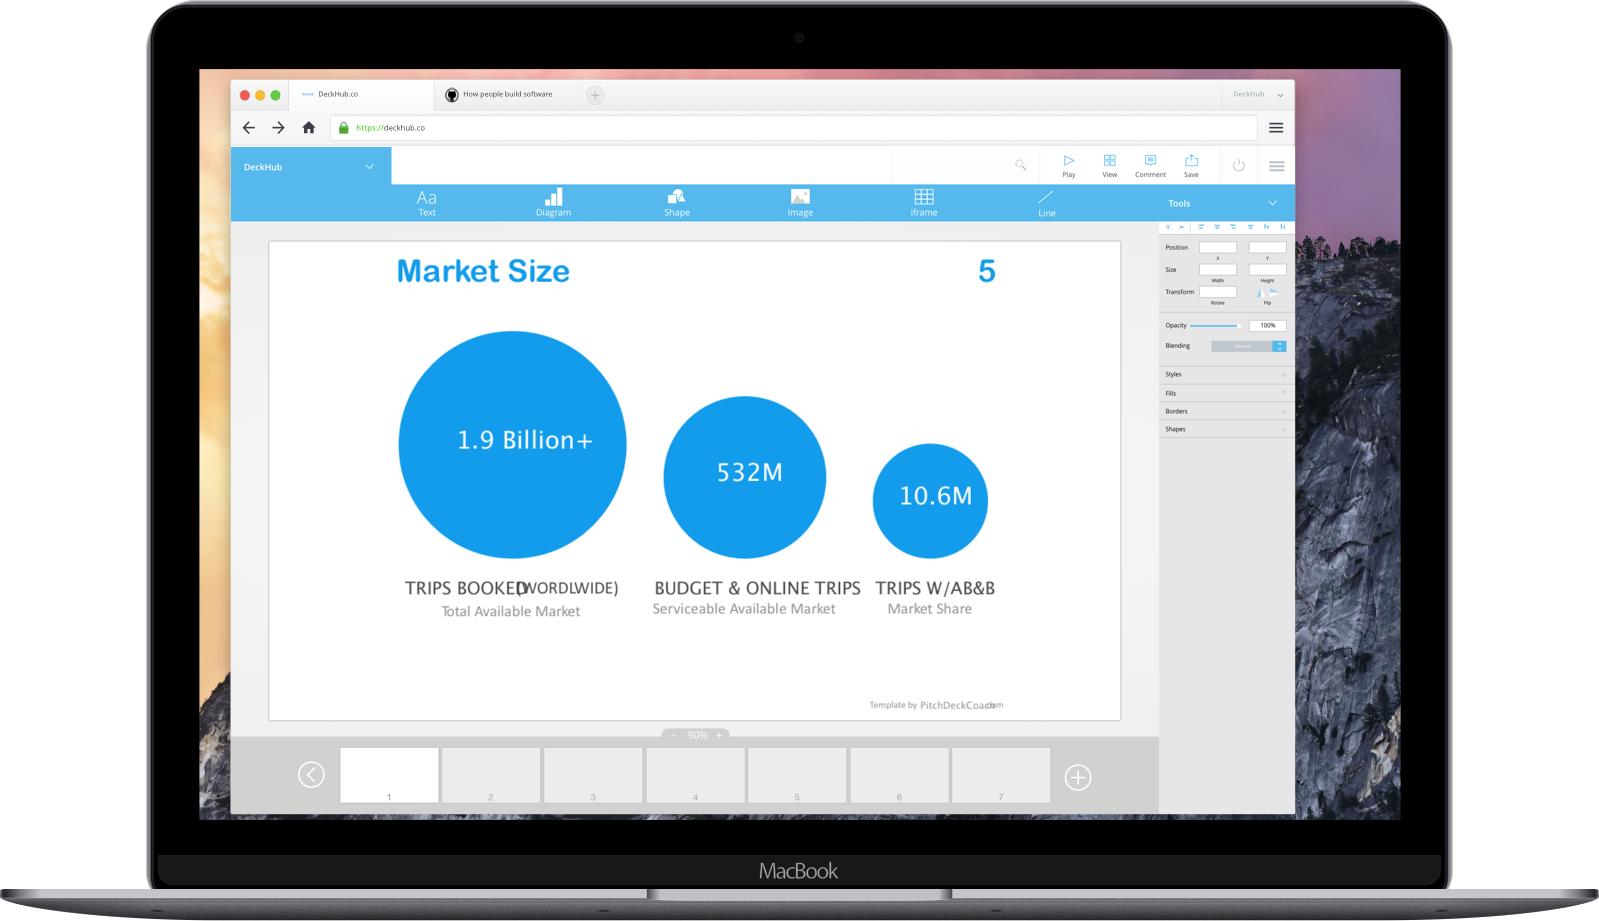 DeckHub.co
How people build software
DeckHub
https://deckhub.co
DeckHub
Play
View
Comment
Save
Aa
Text
Diagram
Shape
Image
iframe
Line
Tools
Market Size
5
1.9 Billion+
532M
10.6M
TRIPS BOOKED (WORDLWIDE)
Total Available Market
BUDGET & ONLINE TRIPS
Serviceable Available Market
TRIPS W/AB&B
Market Share
Template by PitchDeckCoach.com
Position
X
Y
Size
Width
Height
Transform
Rotate
Flip
Opacity
100%
Blending
Normal
Styles
Fills
Borders
Shapes
- 90% +
1
2
3
4
5
6
7
MacBook